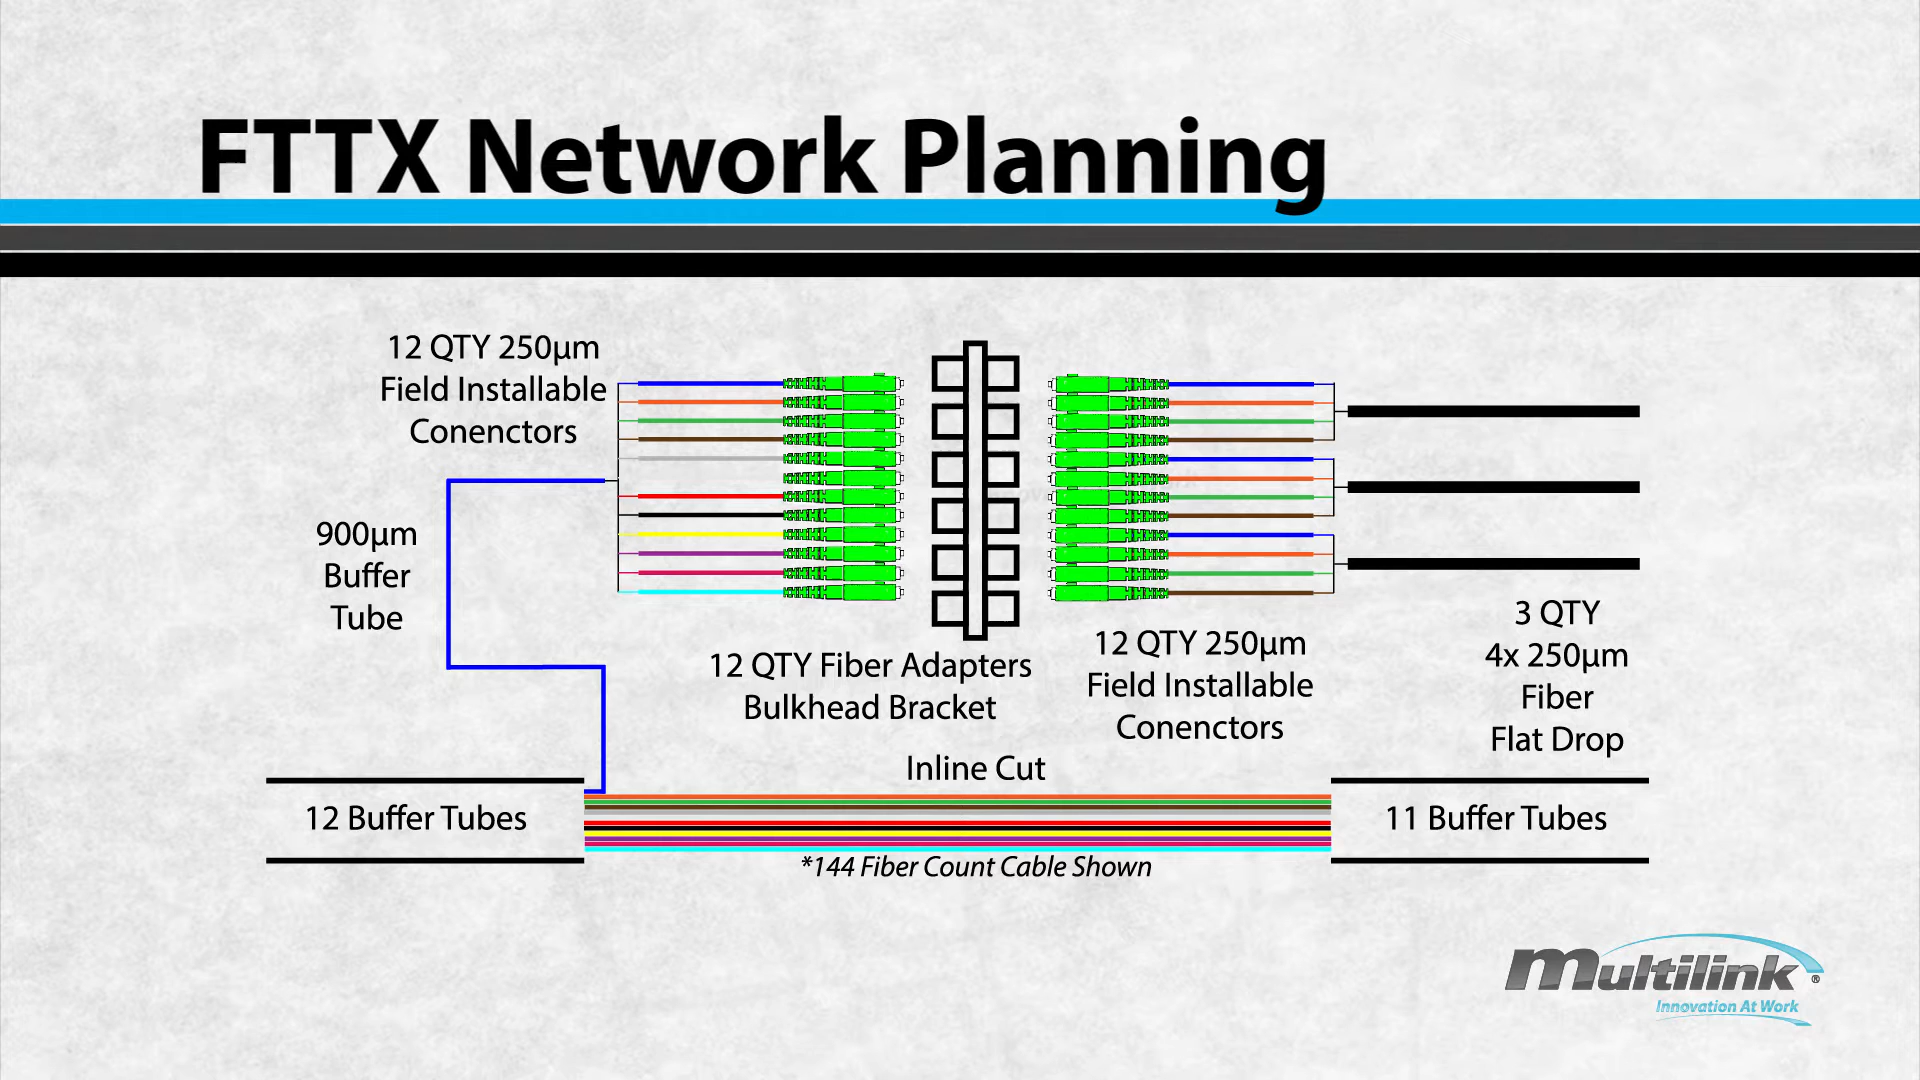 FTTX Network Planning
12 QTY 250µm
Field Installable
Conenctors
900µm
Buffer
Tube
12 QTY Fiber Adapters
Bulkhead Bracket
12 QTY 250µm
Field Installable
Conenctors
3 QTY
4x 250µm
Fiber
Flat Drop
Inline Cut
12 Buffer Tubes
11 Buffer Tubes
*144 Fiber Count Cable Shown
multilink®
Innovation At Work